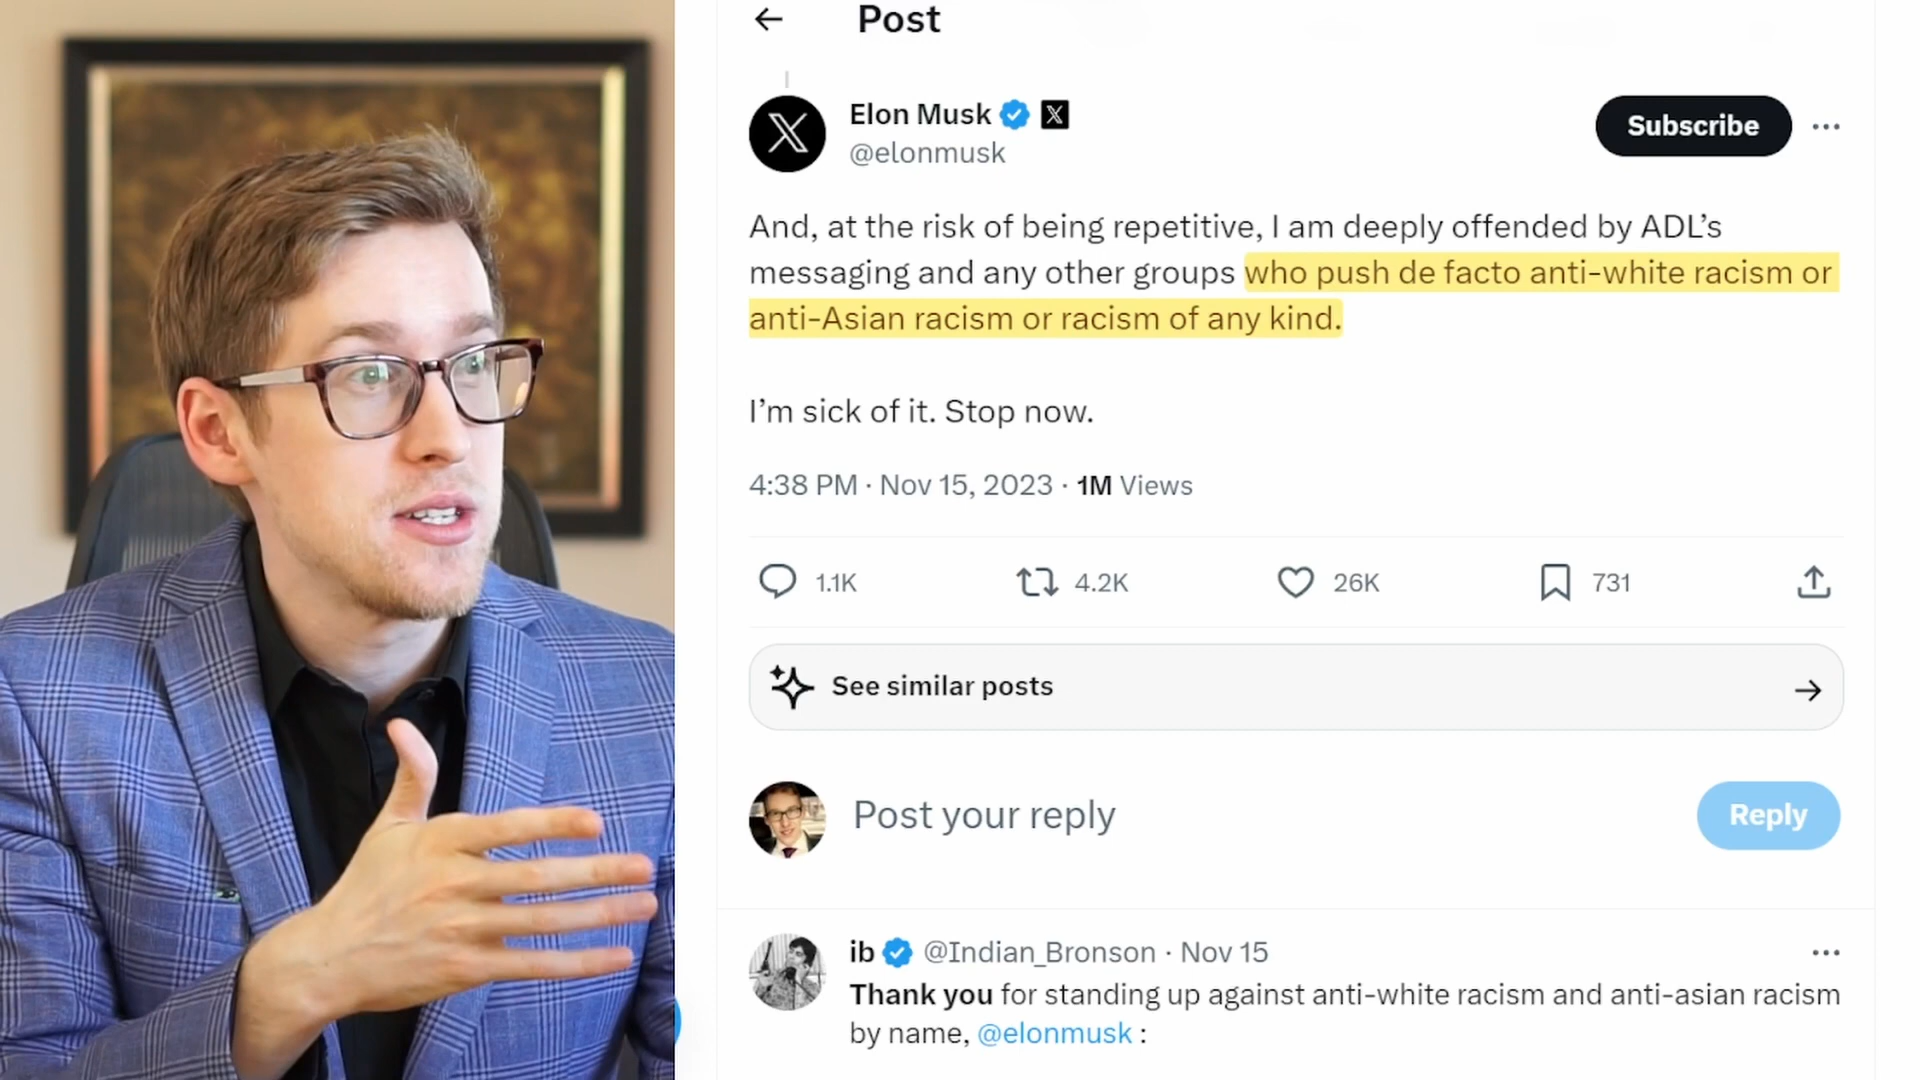 Post
Elon Musk
@elonmusk
Subscribe
And, at the risk of being repetitive, I am deeply offended by ADL’s
messaging and any other groups who push de facto anti-white racism or
anti-Asian racism or racism of any kind.
I’m sick of it. Stop now.
4:38 PM · Nov 15, 2023 · 1M Views
1.1K 4.2K 26K 731
See similar posts
Post your reply
Reply
ib @Indian_Bronson · Nov 15
Thank you for standing up against anti-white racism and anti-asian racism
by name, @elonmusk :